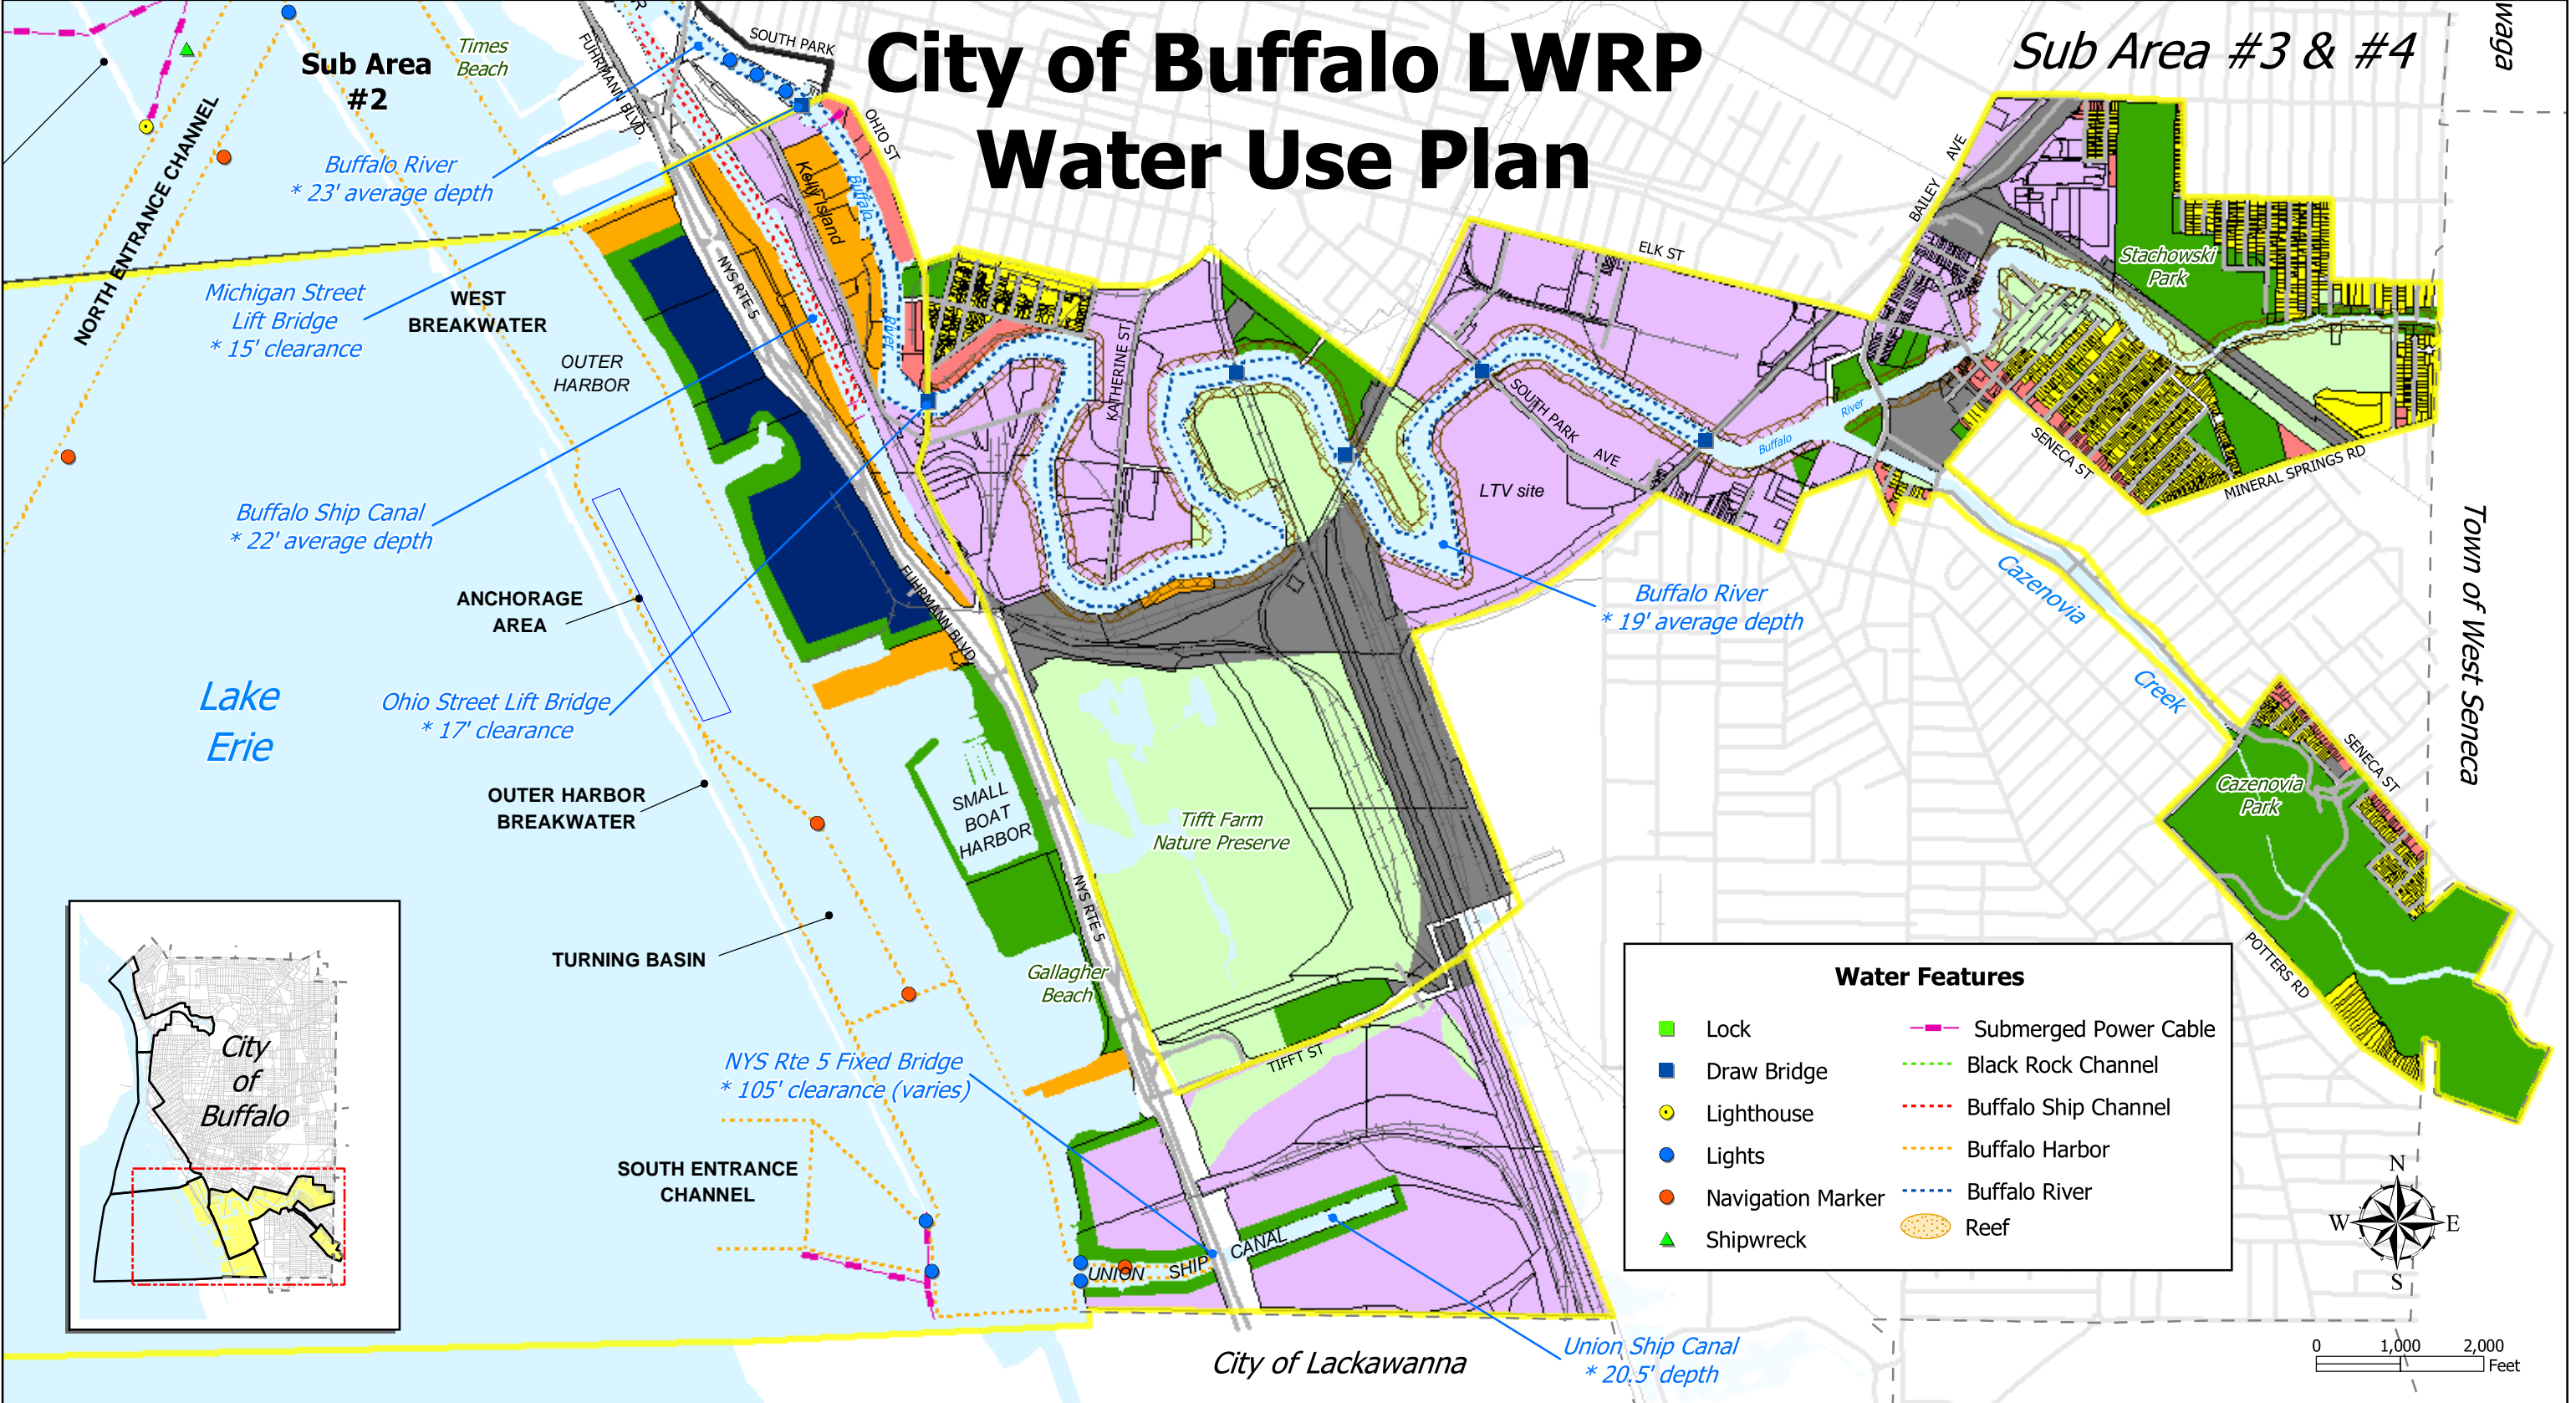 City of Buffalo LWRP
Water Use Plan
Sub Area #3 & #4
waga
Sub Area
#2
Times
Beach
SOUTH PARK
FUHRMANN BLVD.
OHIO ST
NORTH ENTRANCE CHANNEL
Buffalo River
* 23' average depth
Kelly Island
Buffalo
River
Michigan Street
Lift Bridge
* 15' clearance
WEST
BREAKWATER
OUTER
HARBOR
NYS RTE 5
KATHERINE ST
ELK ST
BAILEY AVE
Stachowski
Park
SOUTH PARK AVE
LTV site
Buffalo
River
SENECA ST
MINERAL SPRINGS RD
Buffalo Ship Canal
* 22' average depth
ANCHORAGE
AREA
FUHRMANN BLVD.
Buffalo River
* 19' average depth
Cazenovia
Creek
Town of West Seneca
Lake
Erie
Ohio Street Lift Bridge
* 17' clearance
OUTER HARBOR
BREAKWATER
SMALL
BOAT
HARBOR
Tifft Farm
Nature Preserve
SENECA ST
Cazenovia
Park
POTTERS RD
TURNING BASIN
NYS RTE 5
Gallagher
Beach
TIFFT ST
NYS Rte 5 Fixed Bridge
* 105' clearance (varies)
SOUTH ENTRANCE
CHANNEL
UNION SHIP CANAL
Union Ship Canal
* 20.5' depth
City of Lackawanna
City
of
Buffalo
Water Features
Lock
Draw Bridge
Lighthouse
Lights
Navigation Marker
Shipwreck
Submerged Power Cable
Black Rock Channel
Buffalo Ship Channel
Buffalo Harbor
Buffalo River
Reef
N
W E
S
0 1,000 2,000
Feet